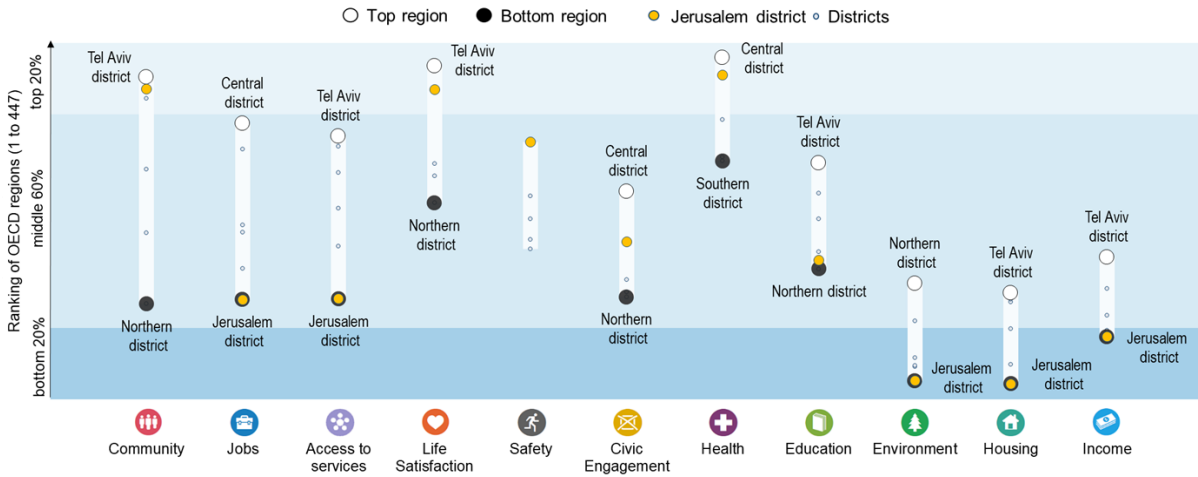 Top region
Bottom region
Jerusalem district
Districts
Ranking of OECD regions (1 to 447)
top 20%
middle 60%
bottom 20%
Tel Aviv
district
Northern
district
Central
district
Jerusalem
district
Tel Aviv
district
Jerusalem
district
Tel Aviv
district
Northern
district
Central
district
Northern
district
Central
district
Southern
district
Tel Aviv
district
Northern district
Northern
district
Jerusalem
district
Tel Aviv
district
Jerusalem
district
Tel Aviv
district
Jerusalem
district
Community
Jobs
Access to
services
Life
Satisfaction
Safety
Civic
Engagement
Health
Education
Environment
Housing
Income